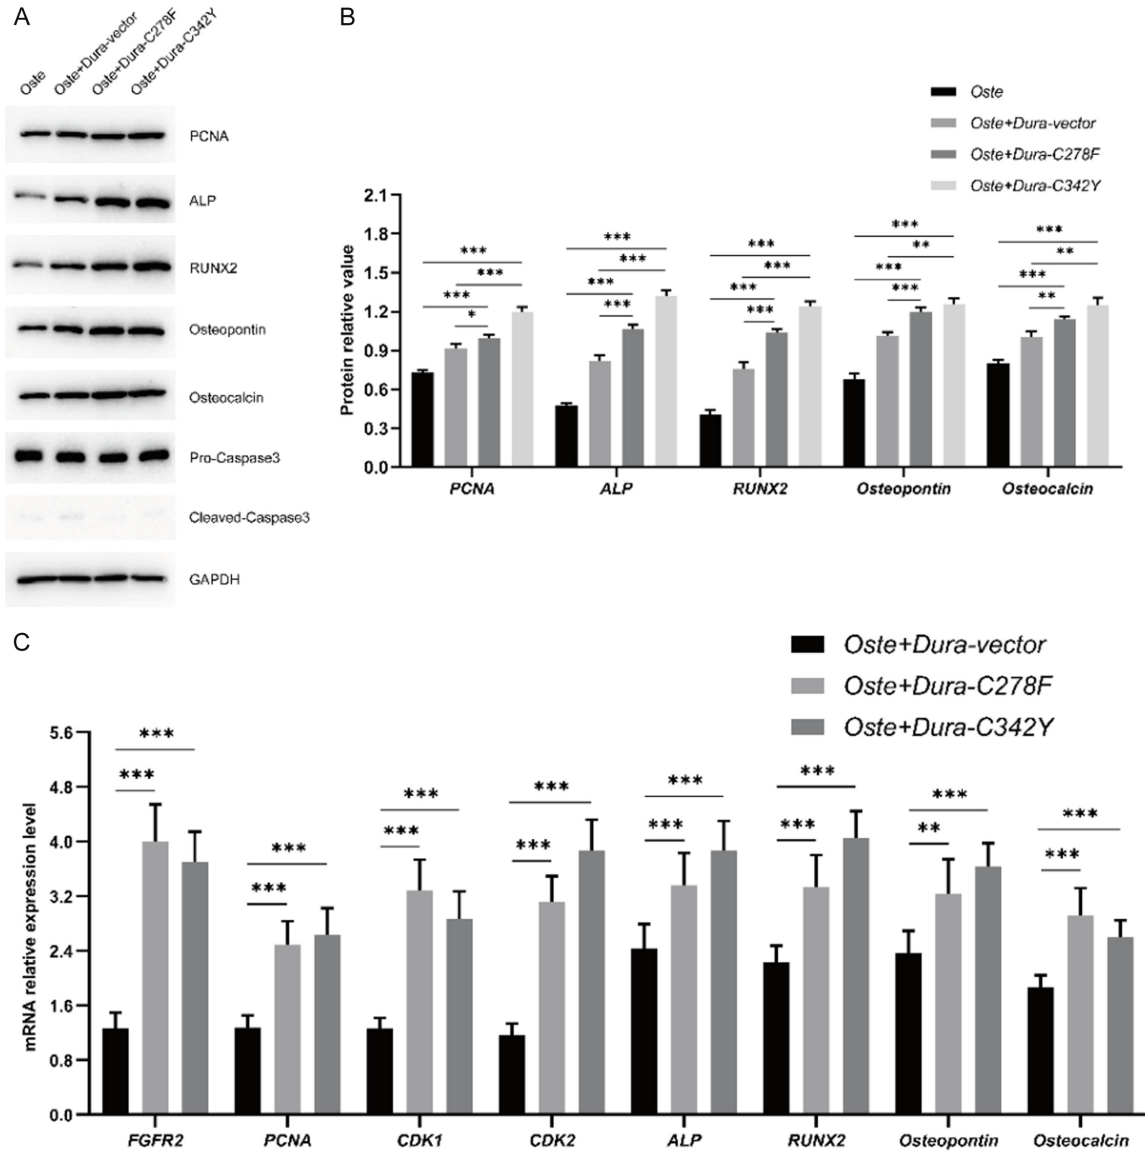 A
B
Oste
Oste+Dura-vector
Oste+Dura-C278F
Oste+Dura-C342Y
PCNA
ALP
RUNX2
Osteopontin
Osteocalcin
Pro-Caspase3
Cleaved-Caspase3
GAPDH
Oste
Oste+Dura-vector
Oste+Dura-C278F
Oste+Dura-C342Y
Protein relative value
2.1
1.8
1.5
1.2
0.9
0.6
0.3
0.0
*** *** *** *
*** *** *** ***
*** *** *** ***
*** ** *** ***
*** ** *** **
PCNA ALP RUNX2 Osteopontin Osteocalcin
C
Oste+Dura-vector
Oste+Dura-C278F
Oste+Dura-C342Y
mRNA relative expression level
5.6
4.8
4.0
3.2
2.4
1.6
0.8
0.0
*** ***
*** ***
*** ***
*** ***
*** ***
*** ***
*** **
*** ***
FGFR2 PCNA CDK1 CDK2 ALP RUNX2 Osteopontin Osteocalcin